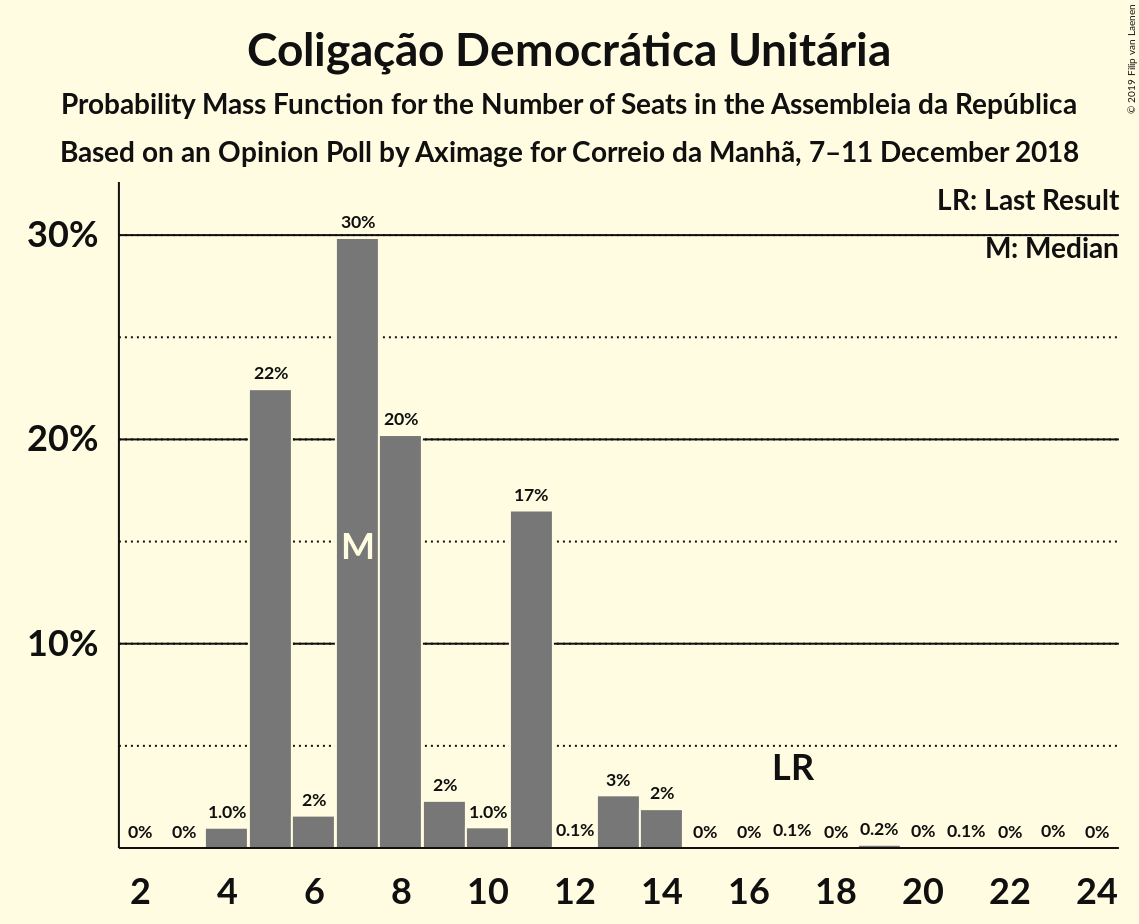 Coligação Democrática Unitária
Probability Mass Function for the Number of Seats in the Assembleia da República
Based on an Opinion Poll by Aximage for Correio da Manhã, 7–11 December 2018
© 2019 Filip van Laenen
LR: Last Result
M: Median
30%
20%
10%
0%
0%
1.0%
22%
2%
30%
20%
2%
1.0%
17%
0.1%
3%
2%
0%
0%
0.1%
0%
0.2%
0%
0.1%
0%
0%
0%
M
LR
2 4 6 8 10 12 14 16 18 20 22 24